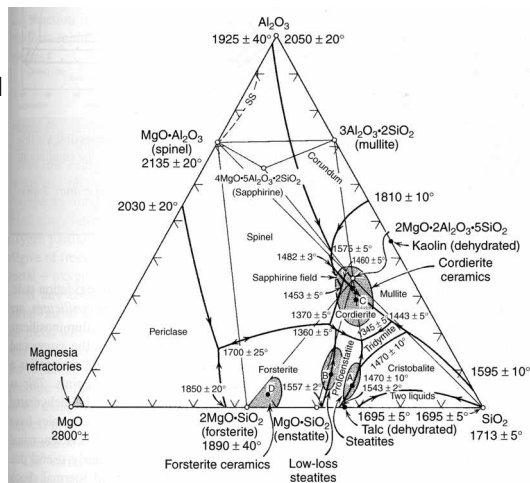 Al₂O₃
1925 ± 40° 2050 ± 20°
SS
MgO•Al₂O₃
(spinel)
2135 ± 20°
3Al₂O₃•2SiO₂
(mullite)
4MgO•5Al₂O₃•2SiO₂
(Sapphirine)
Corundum
1810 ± 10°
2030 ± 20°
2MgO•2Al₂O₃•5SiO₂
Kaolin (dehydrated)
Spinel
1575 ± 5°
1482 ± 3°
1460 ± 5°
Cordierite
ceramics
Sapphirine field
1453 ± 5°
C
Mullite
1370 ± 5°
Cordierite
1443 ± 5°
1360 ± 5°
1345 ± 5°
Periclase
Tridymite
1700 ± 25°
1470 ± 10°
Magnesia
refractories
Forsterite
Protoenstatite
Cristobalite
1595 ± 10°
1850 ± 20°
D
1557 ± 2°
B
A
1470 ± 10°
1543 ± 2°
Two liquids
MgO
2800°±
2MgO•SiO₂
(forsterite)
1890 ± 40°
MgO•SiO₂
(enstatite)
1695 ± 5° 1695 ± 5°
Talc (dehydrated)
Steatites
SiO₂
1713 ± 5°
Forsterite ceramics
Low-loss
steatites